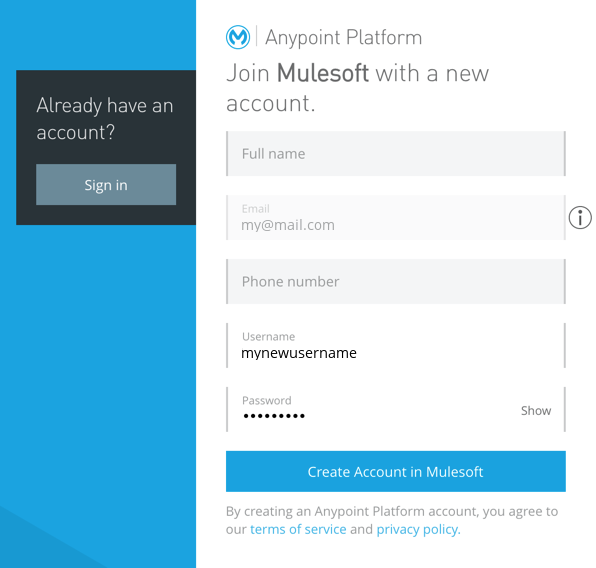 Anypoint Platform
Join Mulesoft with a new
account.
Already have an
account?
Sign in
Full name
Email
my@mail.com
Phone number
Username
mynewusername
Password
•••••••••
Show
Create Account in Mulesoft
By creating an Anypoint Platform account, you agree to
our terms of service and privacy policy.